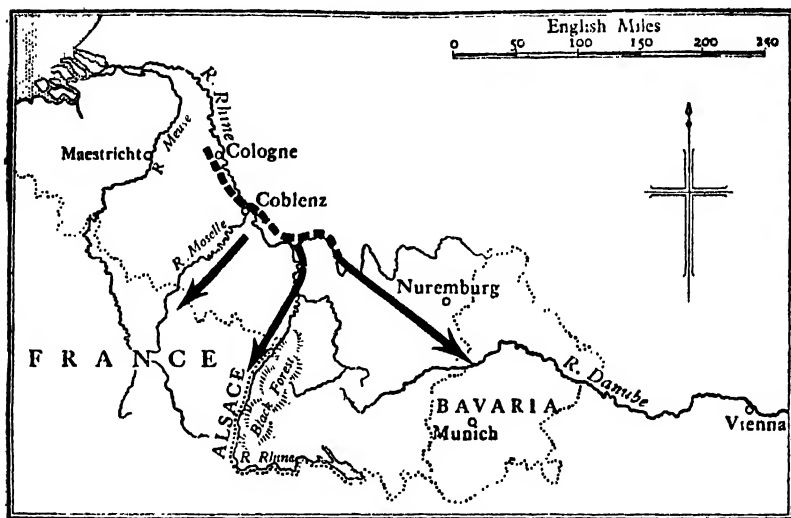 English Miles
0 50 100 150 200 250
R. Rhine
R Meuse
Maestricht
Cologne
Coblenz
R. Moselle
Nuremburg
FRANCE
ALSACE
Black Forest
R. Danube
BAVARIA
Munich
Vienna
R Rhine